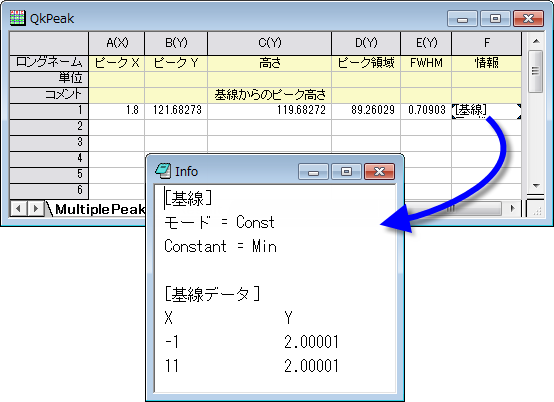 QkPeak
A(X) B(Y) C(Y) D(Y) E(Y) F
ロングネーム ピーク X ピーク Y 高さ ピーク領域 FWHM 情報
単位
コメント 基線からのピーク高さ
1 1.8 121.68273 119.68272 89.26029 0.70903 [基線]
2
3
4
5
6
MultiplePeak
Info
[基線]
モード = Const
Constant = Min
[基線データ]
X Y
-1 2.00001
11 2.00001